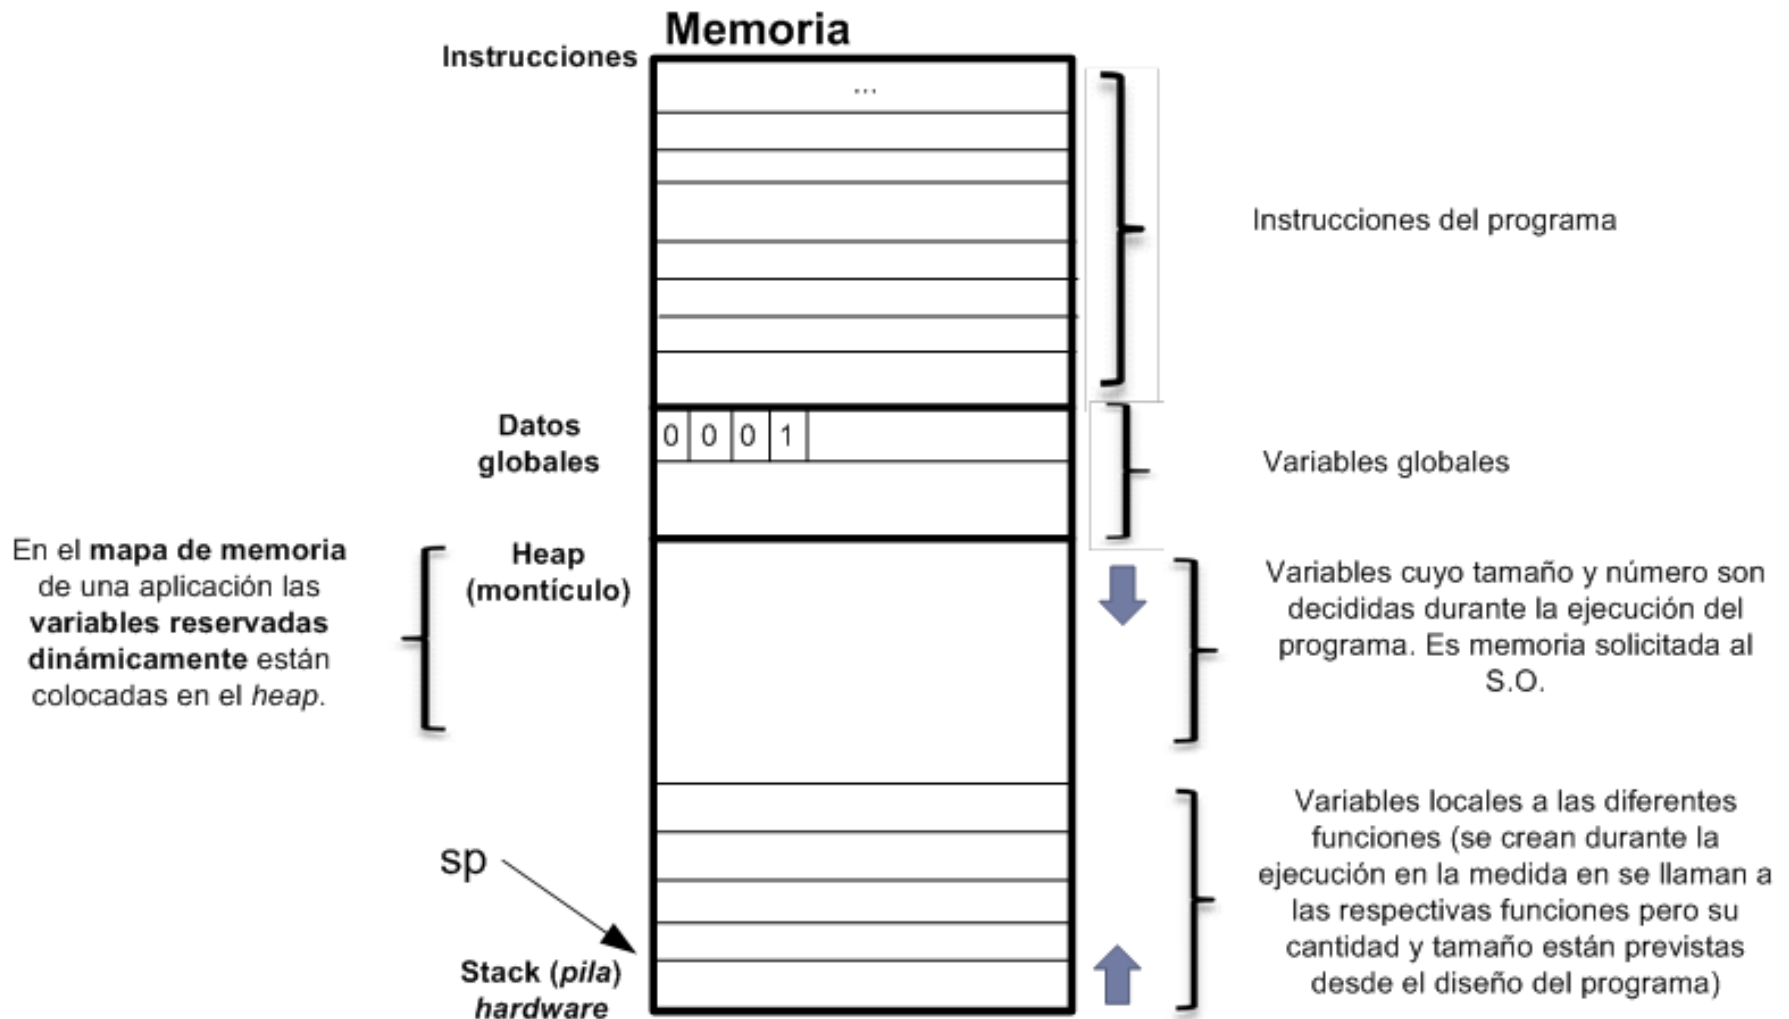 Memoria
Instrucciones
...
Instrucciones del programa
Datos
globales
0 0 0 1
Variables globales
En el mapa de memoria
de una aplicación las
variables reservadas
dinámicamente están
colocadas en el heap.
Heap
(montículo)
Variables cuyo tamaño y número son
decididas durante la ejecución del
programa. Es memoria solicitada al
S.O.
sp
Stack (pila)
hardware
Variables locales a las diferentes
funciones (se crean durante la
ejecución en la medida en se llaman a
las respectivas funciones pero su
cantidad y tamaño están previstas
desde el diseño del programa)